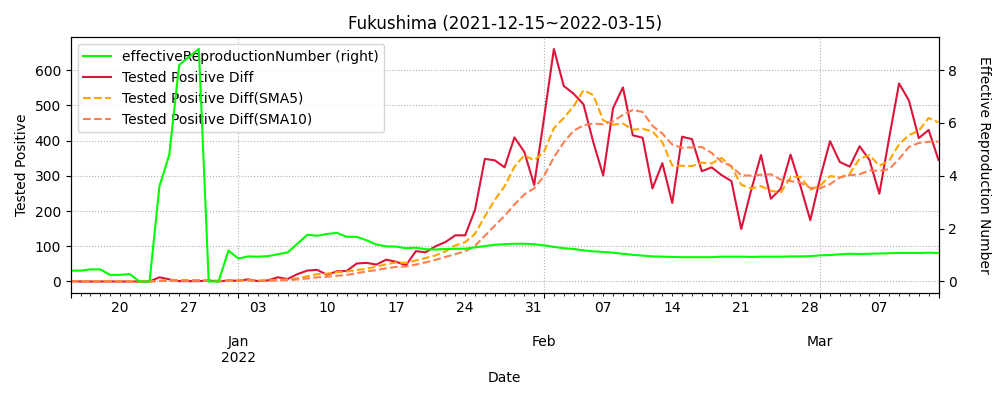 Fukushima (2021-12-15~2022-03-15)
effectiveReproductionNumber (right)
Tested Positive Diff
Tested Positive Diff(SMA5)
Tested Positive Diff(SMA10)
Tested Positive
600
500
400
300
200
100
0
8
6
4
2
0
Effective Reproduction Number
20 27 03 10 17 24 31 07 14 21 28 07
Jan Feb Mar
2022
Date